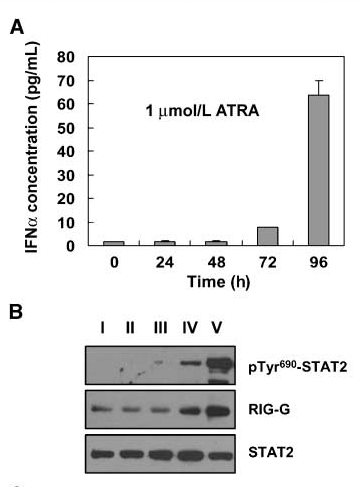 A
IFNα concentration (pg/mL)
80
70
60
50
40
30
20
10
0
1 μmol/L ATRA
0 24 48 72 96
Time (h)
B
I II III IV V
pTyr⁶⁹⁰-STAT2
RIG-G
STAT2